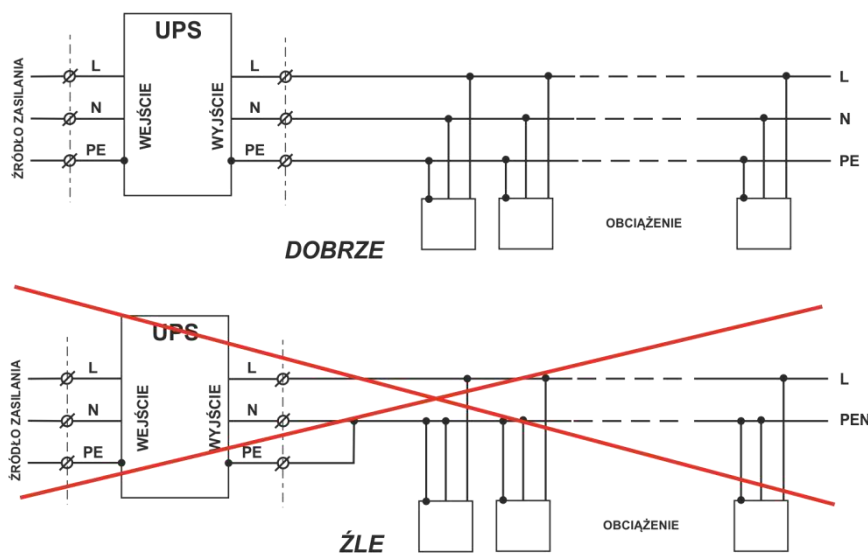 UPS
ŹRÓDŁO ZASILANIA
L
N
PE
WEJŚCIE
WYJŚCIE
L
N
PE
L
N
PE
OBCIĄŻENIE
DOBRZE
UPS
ŹRÓDŁO ZASILANIA
L
N
PE
WEJŚCIE
WYJŚCIE
L
N
PE
L
PEN
OBCIĄŻENIE
ŹLE